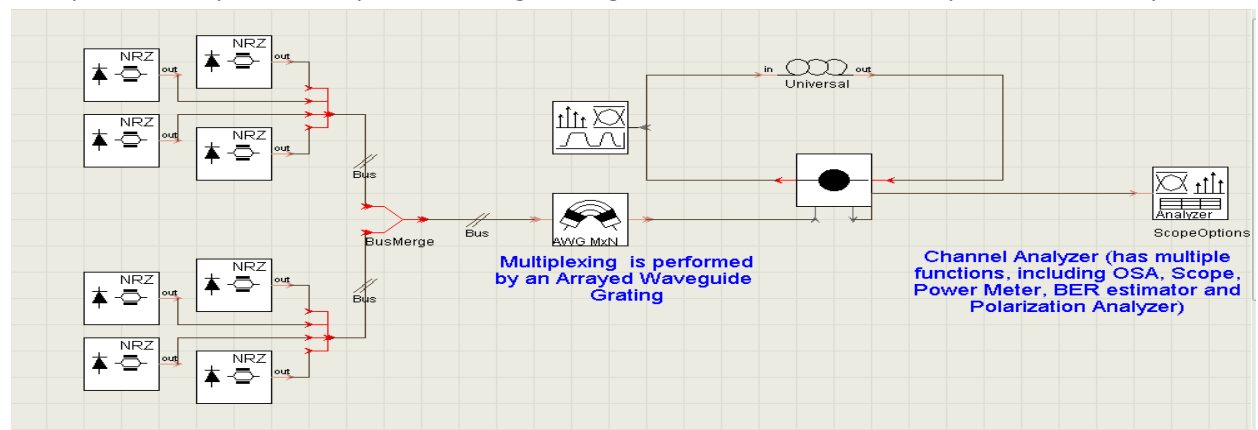 NRZ
out
NRZ
out
NRZ
out
NRZ
out
Bus
in
out
Universal
BusMerge
Bus
AWG MxN
Analyzer
ScopeOptions
Multiplexing is performed
by an Arrayed Waveguide
Grating
Channel Analyzer (has multiple
functions, including OSA, Scope,
Power Meter, BER estimator and
Polarization Analyzer)
NRZ
out
NRZ
out
Bus
NRZ
out
NRZ
out